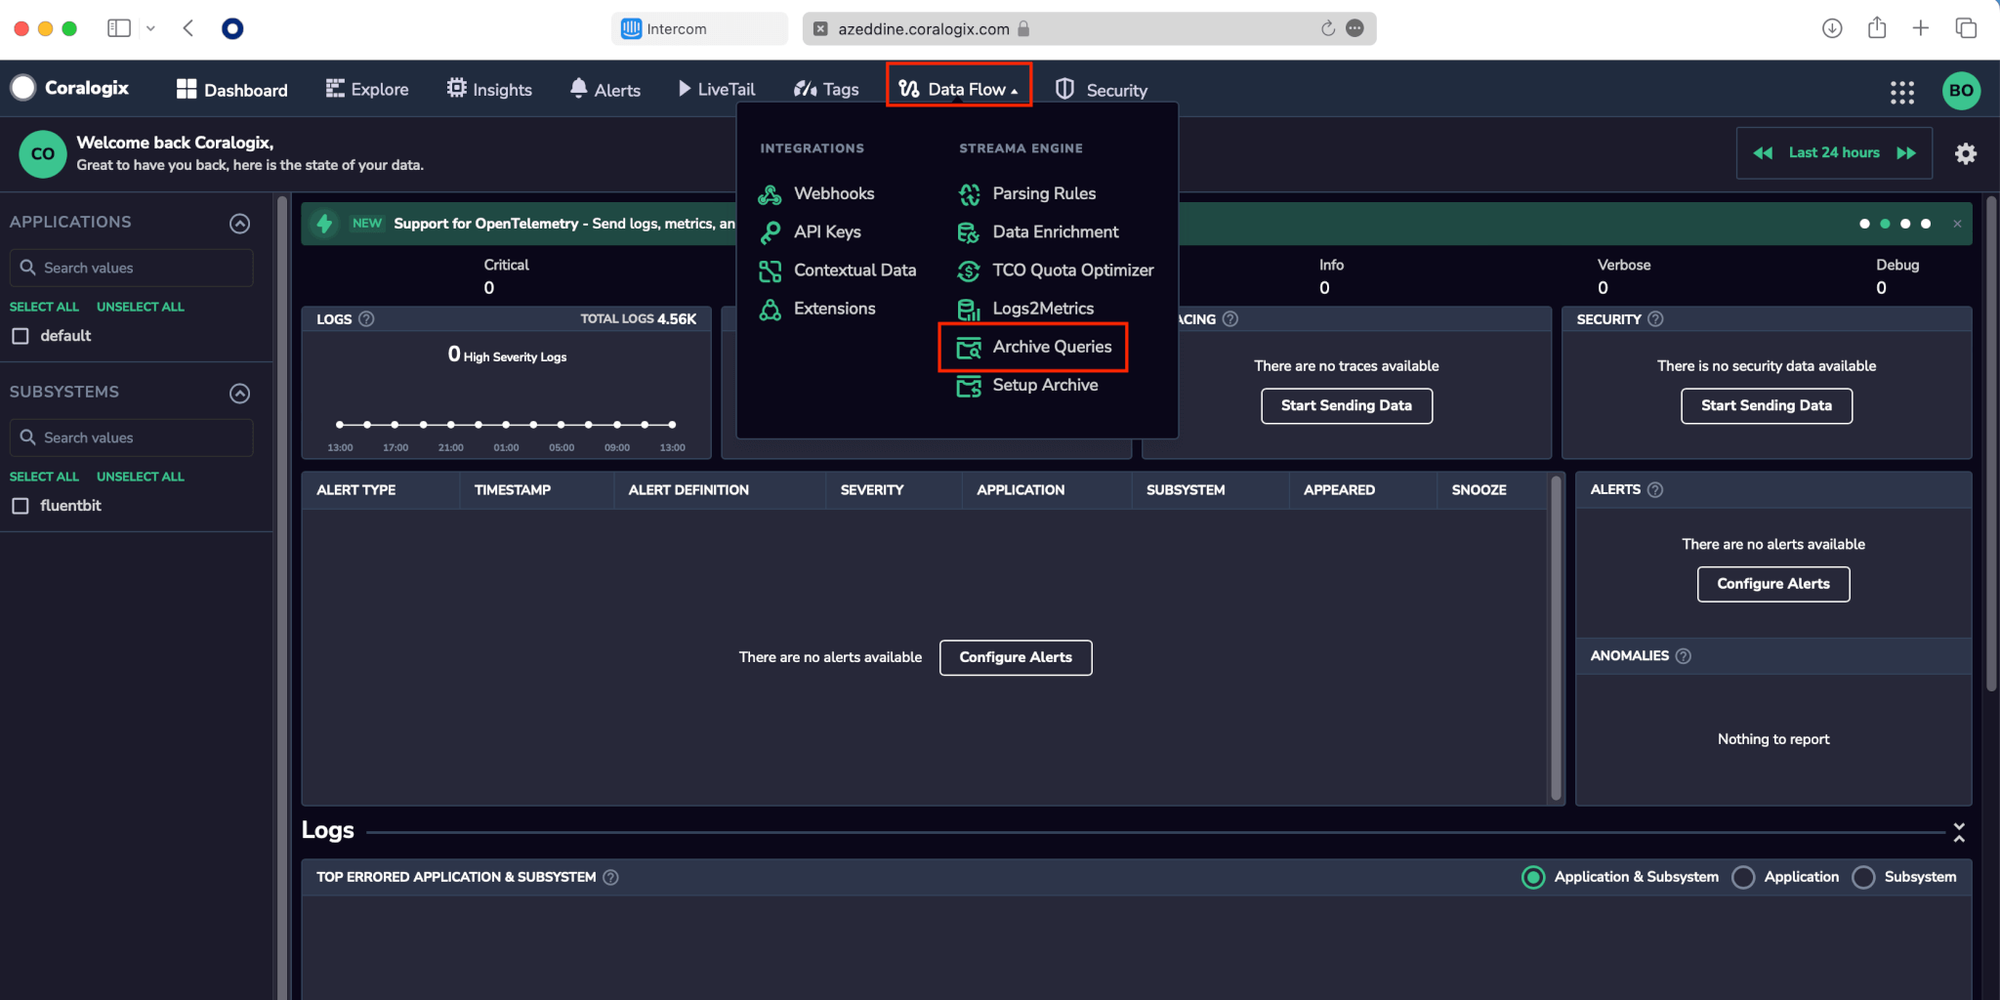 Intercom
azeddine.coralogix.com
Coralogix
Dashboard
Explore
Insights
Alerts
LiveTail
Tags
Data Flow
Security
BO
CO
Welcome back Coralogix,
Great to have you back, here is the state of your data.
Last 24 hours
INTEGRATIONS
Webhooks
API Keys
Contextual Data
Extensions
STREAMA ENGINE
Parsing Rules
Data Enrichment
TCO Quota Optimizer
Logs2Metrics
Archive Queries
Setup Archive
APPLICATIONS
Search values
SELECT ALL UNSELECT ALL
default
SUBSYSTEMS
Search values
SELECT ALL UNSELECT ALL
fluentbit
NEW Support for OpenTelemetry - Send logs, metrics, an
Critical
0
Info
0
Verbose
0
Debug
0
LOGS ? TOTAL LOGS 4.56K
0 High Severity Logs
13:00 17:00 21:00 01:00 05:00 09:00 13:00
ACING ?
There are no traces available
Start Sending Data
SECURITY ?
There is no security data available
Start Sending Data
ALERT TYPE TIMESTAMP ALERT DEFINITION SEVERITY APPLICATION SUBSYSTEM APPEARED SNOOZE
There are no alerts available Configure Alerts
ALERTS ?
There are no alerts available
Configure Alerts
ANOMALIES ?
Nothing to report
Logs
TOP ERRORED APPLICATION & SUBSYSTEM ?
Application & Subsystem Application Subsystem